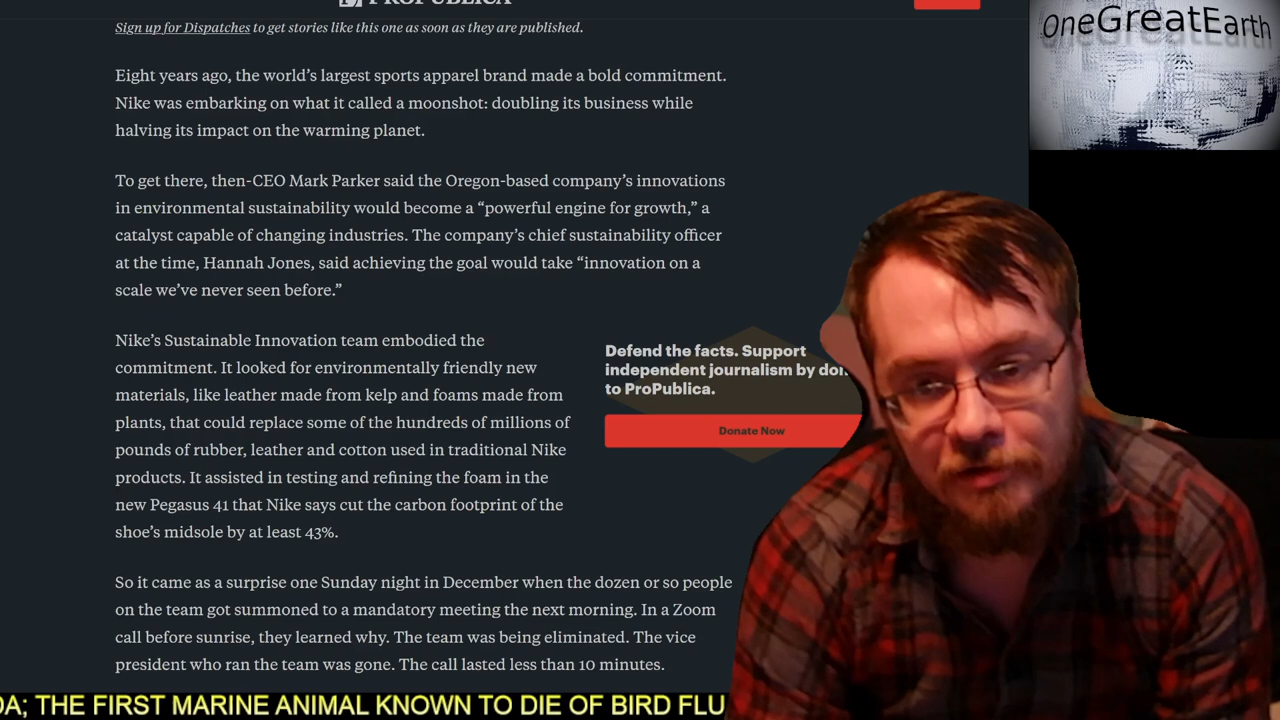 PROPUBLICA
OneGreatEarth
Sign up for Dispatches to get stories like this one as soon as they are published.
Eight years ago, the world’s largest sports apparel brand made a bold commitment.
Nike was embarking on what it called a moonshot: doubling its business while
halving its impact on the warming planet.
To get there, then-CEO Mark Parker said the Oregon-based company’s innovations
in environmental sustainability would become a “powerful engine for growth,” a
catalyst capable of changing industries. The company’s chief sustainability officer
at the time, Hannah Jones, said achieving the goal would take “innovation on a
scale we’ve never seen before.”
Nike’s Sustainable Innovation team embodied the
commitment. It looked for environmentally friendly new
materials, like leather made from kelp and foams made from
plants, that could replace some of the hundreds of millions of
pounds of rubber, leather and cotton used in traditional Nike
products. It assisted in testing and refining the foam in the
new Pegasus 41 that Nike says cut the carbon footprint of the
shoe’s midsole by at least 43%.
Defend the facts. Support
independent journalism by
to ProPublica.
Donate Now
So it came as a surprise one Sunday night in December when the dozen or so people
on the team got summoned to a mandatory meeting the next morning. In a Zoom
call before sunrise, they learned why. The team was being eliminated. The vice
president who ran the team was gone. The call lasted less than 10 minutes.
DA; THE FIRST MARINE ANIMAL KNOWN TO DIE OF BIRD FLU